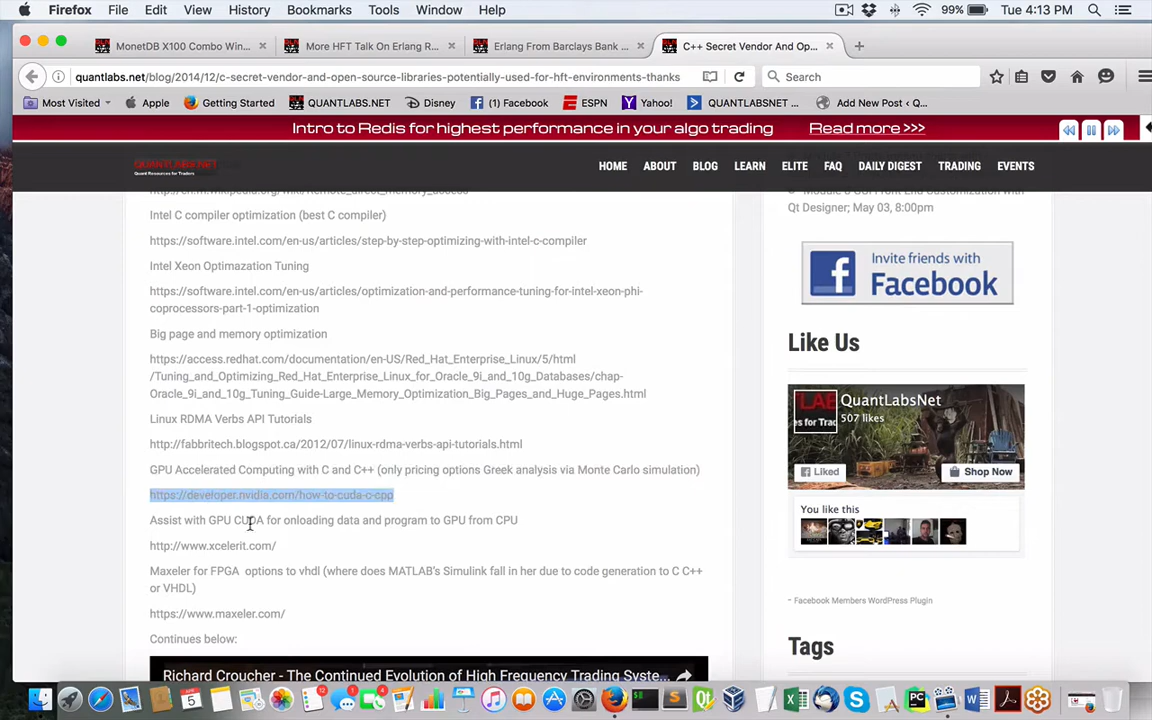 Firefox File Edit View History Bookmarks Tools Window Help 99% Tue 4:13 PM
MonetDB X100 Combo Win... × More HFT Talk On Erlang R... × Erlang From Barclays Bank ... × C++ Secret Vendor And Op... × +
quantlabs.net/blog/2014/12/c-secret-vendor-and-open-source-libraries-potentially-used-for-hft-environments-thanks Search
Most Visited Apple Getting Started QUANTLABS.NET Disney (1) Facebook ESPN Yahoo! QUANTLABSNET ... Add New Post ‹ Q...
Intro to Redis for highest performance in your algo trading Read more >>>
QUANTLABS.NET
Quant Resources for Traders
HOME ABOUT BLOG LEARN ELITE FAQ DAILY DIGEST TRADING EVENTS
http://en.m.wikipedia.org/wiki/Remote_direct_memory_access
Intel C compiler optimization (best C compiler)
https://software.intel.com/en-us/articles/step-by-step-optimizing-with-intel-c-compiler
Intel Xeon Optimazation Tuning
https://software.intel.com/en-us/articles/optimization-and-performance-tuning-for-intel-xeon-phi-
coprocessors-part-1-optimization
Big page and memory optimization
https://access.redhat.com/documentation/en-US/Red_Hat_Enterprise_Linux/5/html
/Tuning_and_Optimizing_Red_Hat_Enterprise_Linux_for_Oracle_9i_and_10g_Databases/chap-
Oracle_9i_and_10g_Tuning_Guide-Large_Memory_Optimization_Big_Pages_and_Huge_Pages.html
Linux RDMA Verbs API Tutorials
http://fabbritech.blogspot.ca/2012/07/linux-rdma-verbs-api-tutorials.html
GPU Accelerated Computing with C and C++ (only pricing options Greek analysis via Monte Carlo simulation)
https://developer.nvidia.com/how-to-cuda-c-cpp
Assist with GPU CUDA for onloading data and program to GPU from CPU
http://www.xcelerit.com/
Maxeler for FPGA options to vhdl (where does MATLAB's Simulink fall in her due to code generation to C C++
or VHDL)
https://www.maxeler.com/
Continues below:
Richard Croucher - The Continued Evolution of High Frequency Trading Syste...
Qt Designer; May 03, 8:00pm
Invite friends with
Facebook
Like Us
QuantLabsNet
507 likes
Liked Shop Now
You like this
~ Facebook Members WordPress Plugin
Tags